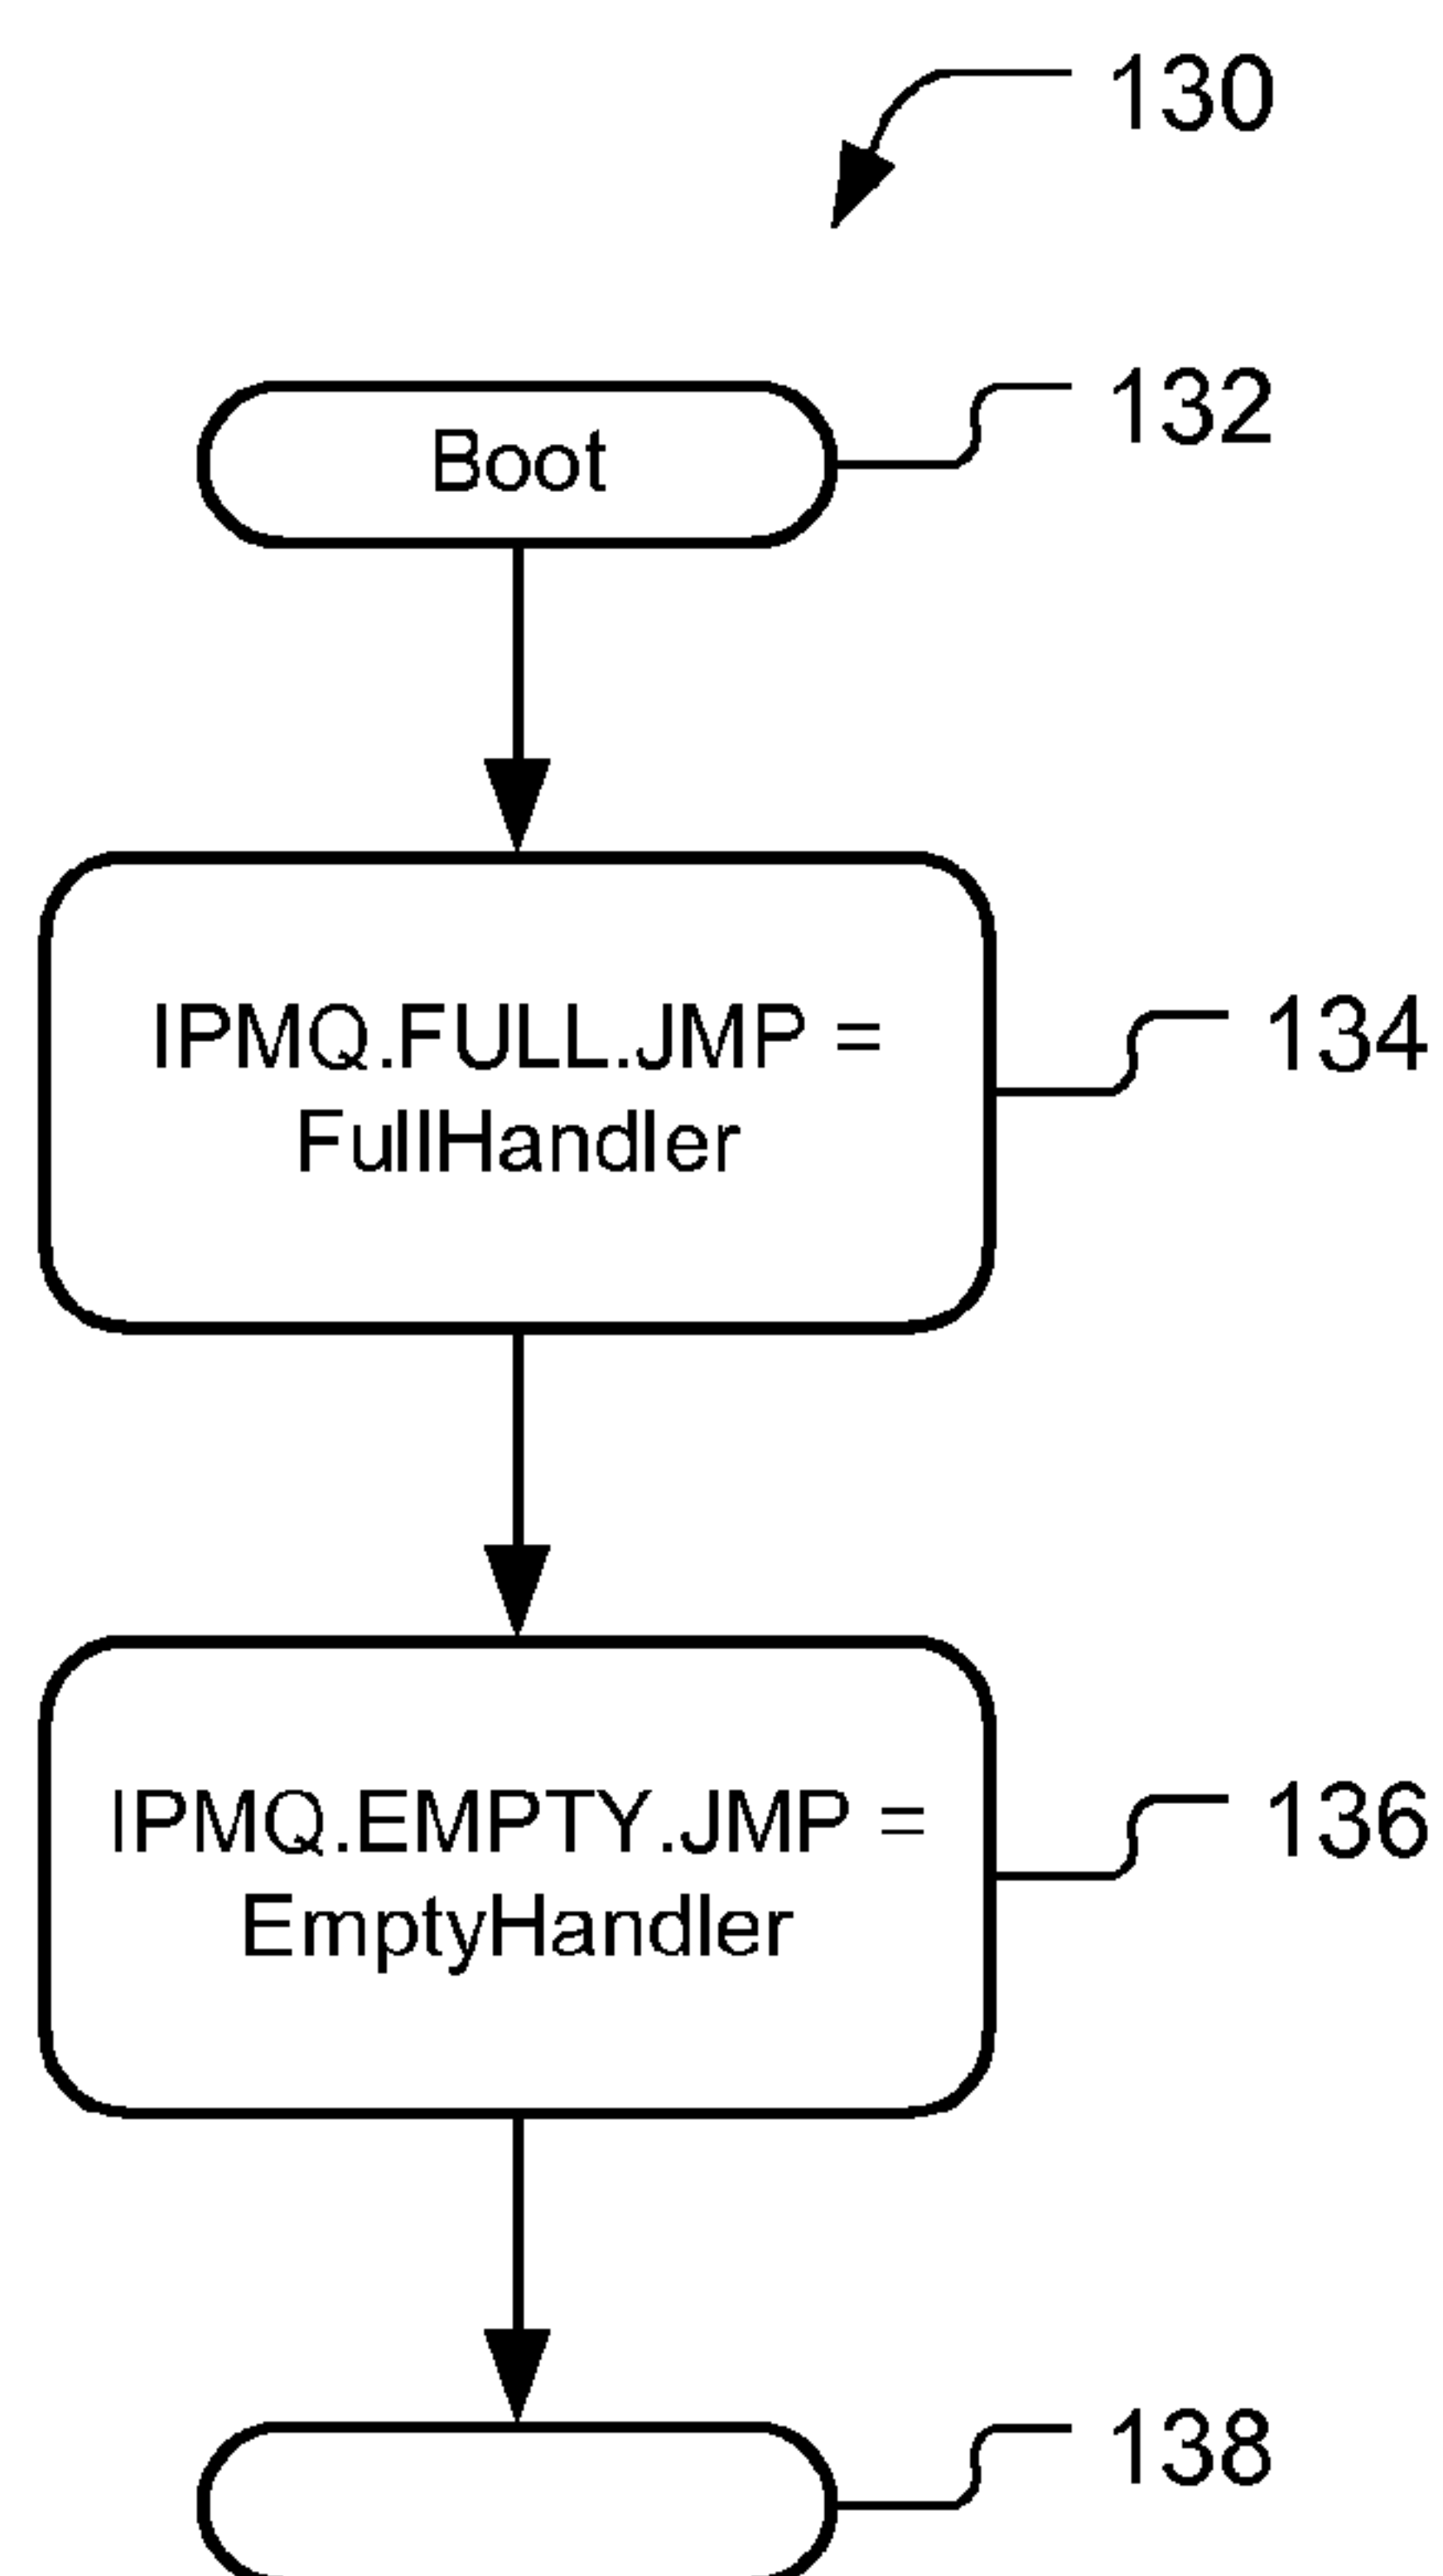 130
132
Boot
134
IPMQ.FULL.JMP =
FullHandler
136
IPMQ.EMPTY.JMP =
EmptyHandler
138